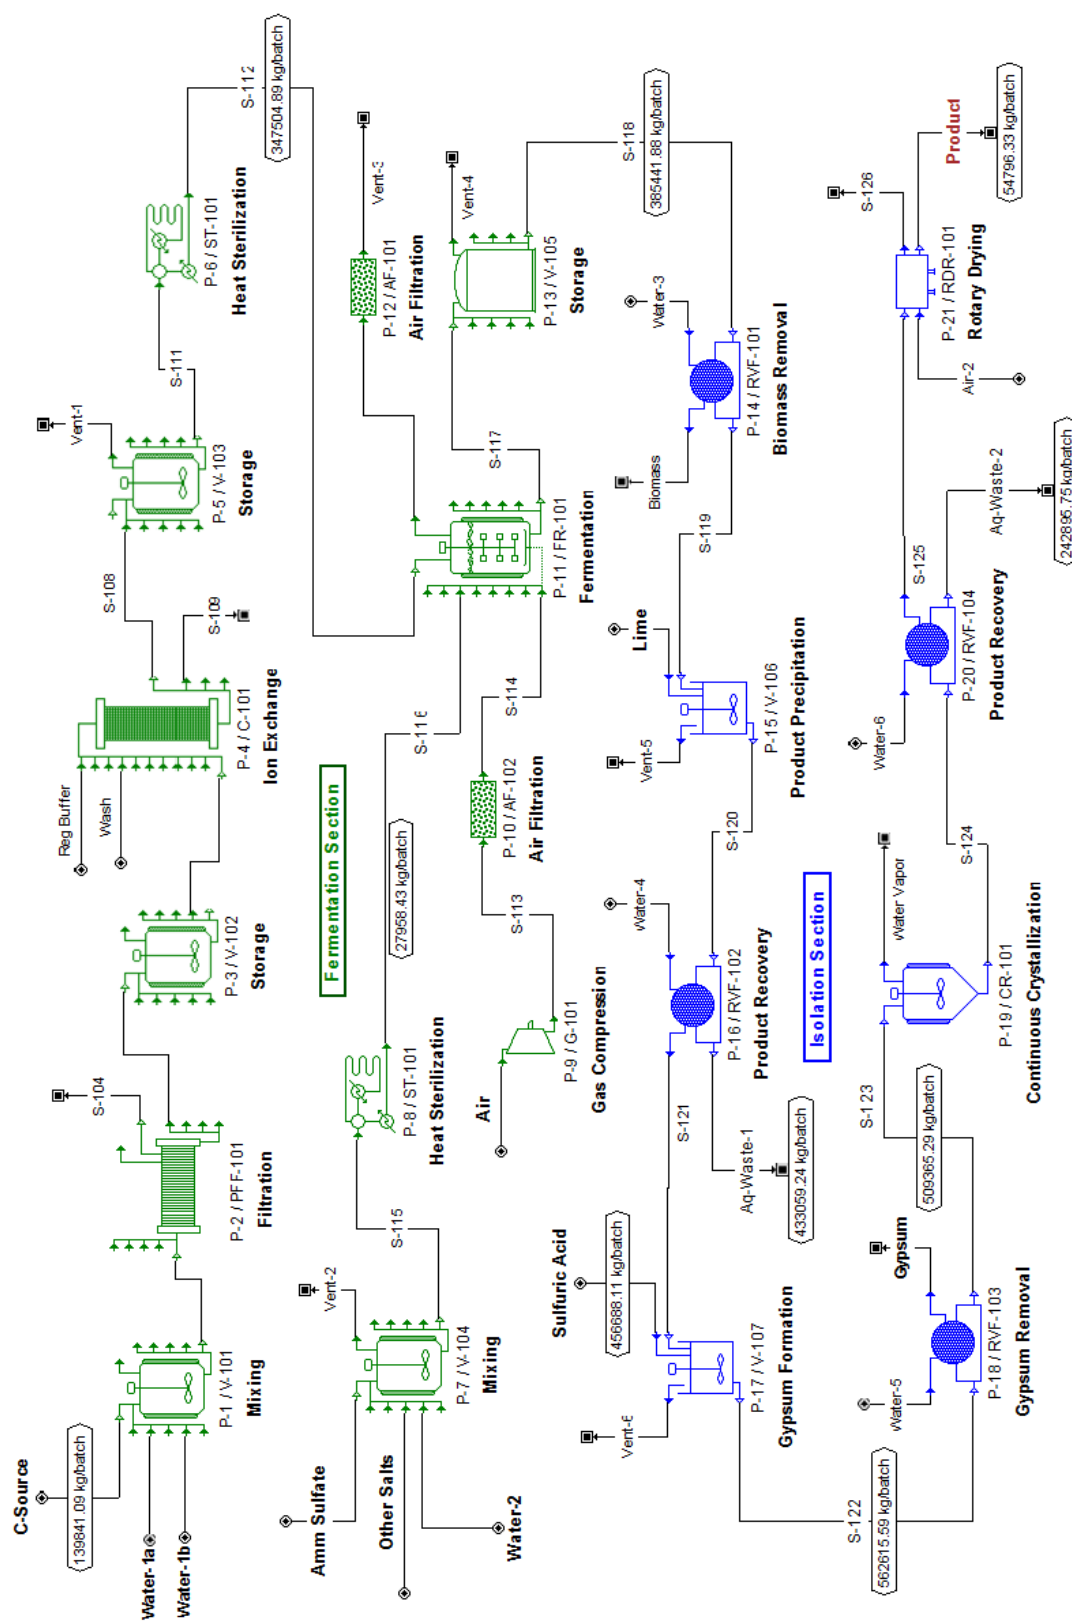 C-Source
139841.09 kg/batch
Water-1a
Water-1b
P-1 / V-101
Mixing
S-104
P-2 / PFF-101
Filtration
P-3 / V-102
Storage
Reg Buffer
Wash
P-4 / C-101
Ion Exchange
S-109
S-108
Vent-1
P-5 / V-103
Storage
S-111
P-6 / ST-101
Heat Sterilization
S-112
347504.89 kg/batch
Fermentation Section
Amm Sulfate
Other Salts
Water-2
Vent-2
P-7 / V-104
Mixing
S-115
P-8 / ST-101
Heat Sterilization
27958.43 kg/batch
S-116
Air
P-9 / G-101
Gas Compression
S-113
P-10 / AF-102
Air Filtration
S-114
P-11 / FR-101
Fermentation
Vent-3
P-12 / AF-101
Air Filtration
S-117
Vent-4
P-13 / V-105
Storage
S-118
385441.88 kg/batch
Water-3
P-14 / RVF-101
Biomass Removal
Biomass
S-119
Lime
Vent-5
P-15 / V-106
Product Precipitation
S-120
Water-4
P-16 / RVF-102
Product Recovery
Aq-Waste-1
433059.24 kg/batch
S-121
Sulfuric Acid
456688.11 kg/batch
Vent-6
P-17 / V-107
Gypsum Formation
S-122
562615.59 kg/batch
Isolation Section
Water-5
Gypsum
P-18 / RVF-103
Gypsum Removal
509365.29 kg/batch
S-123
Water Vapor
P-19 / CR-101
Continuous Crystallization
S-124
Water-6
P-20 / RVF-104
Product Recovery
S-125
Aq-Waste-2
242895.75 kg/batch
Air-2
P-21 / RDR-101
Rotary Drying
S-126
Product
54796.33 kg/batch